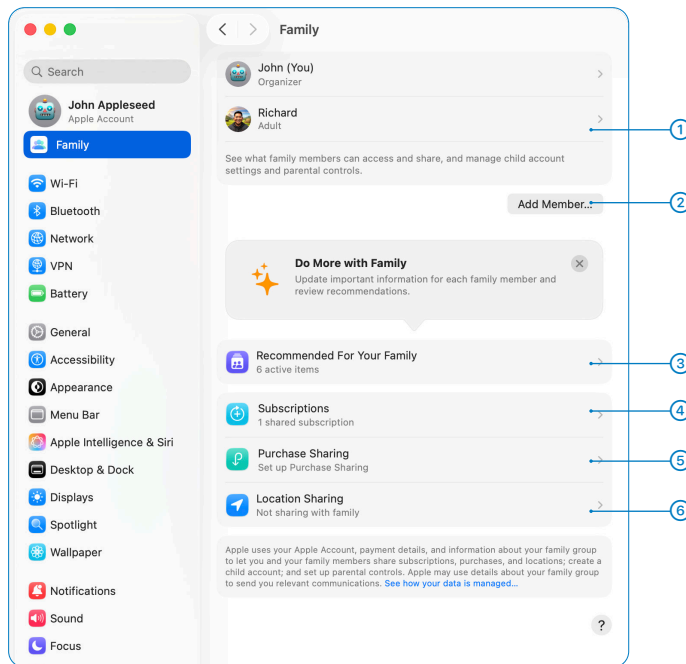 Family
Search
John Appleseed
Apple Account
Family
Wi-Fi
Bluetooth
Network
VPN
Battery
General
Accessibility
Appearance
Menu Bar
Apple Intelligence & Siri
Desktop & Dock
Displays
Spotlight
Wallpaper
Notifications
Sound
Focus
John (You)
Organizer
Richard
Adult
1
See what family members can access and share, and manage child account
settings and parental controls.
Add Member...
2
Do More with Family
Update important information for each family member and
review recommendations.
Recommended For Your Family
6 active items
3
Subscriptions
1 shared subscription
4
Purchase Sharing
Set up Purchase Sharing
5
Location Sharing
Not sharing with family
6
Apple uses your Apple Account, payment details, and information about your family group
to let you and your family members share subscriptions, purchases, and locations; create a
child account; and set up parental controls. Apple may use details about your family group
to send you relevant communications. See how your data is managed...
?